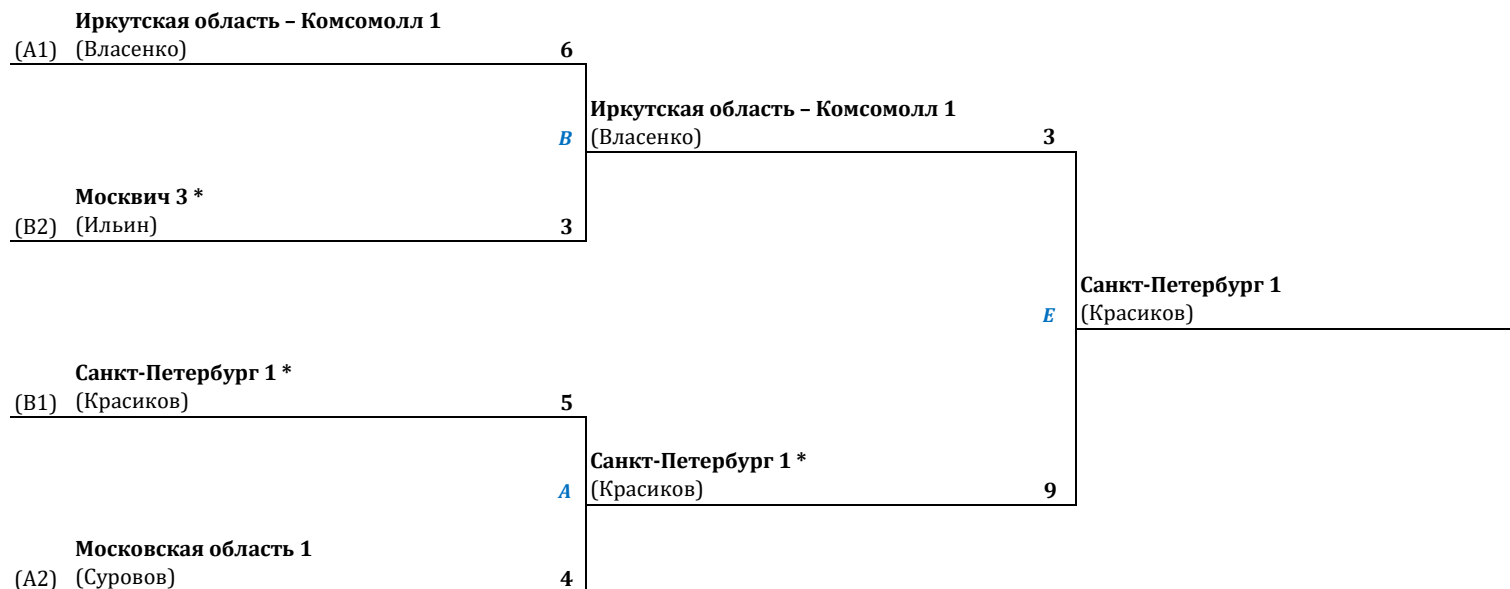 Иркутская область – Комсомолл 1
(A1) (Власенко) 6
Иркутская область – Комсомолл 1
B (Власенко) 3
Москвич 3 *
(B2) (Ильин) 3
Санкт-Петербург 1
E (Красиков)
Санкт-Петербург 1 *
(B1) (Красиков) 5
Санкт-Петербург 1 *
A (Красиков) 9
Московская область 1
(A2) (Суровов) 4